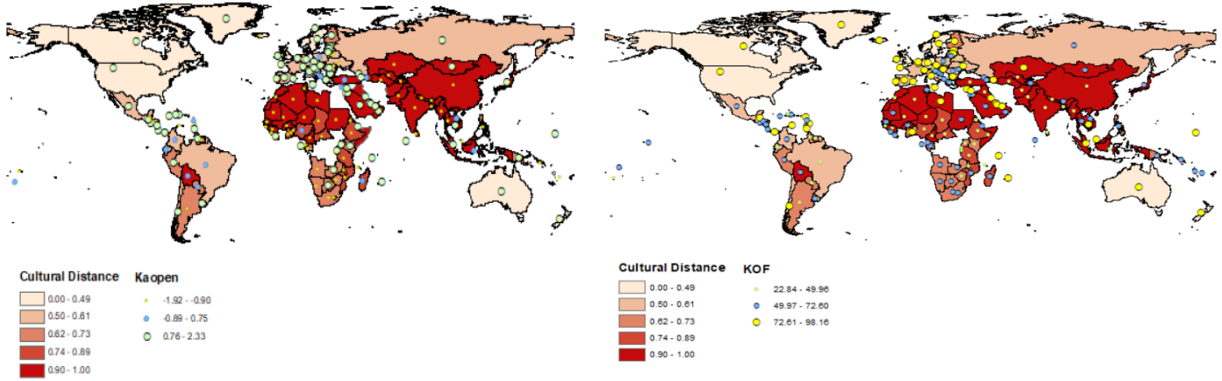 Cultural Distance Kaopen
0.00 - 0.49 -1.92 - -0.90
0.50 - 0.61 -0.89 - 0.75
0.62 - 0.73 0.76 - 2.33
0.74 - 0.89
0.90 - 1.00
Cultural Distance KOF
0.00 - 0.49 22.84 - 49.96
0.50 - 0.61 49.97 - 72.60
0.62 - 0.73 72.61 - 98.16
0.74 - 0.89
0.90 - 1.00